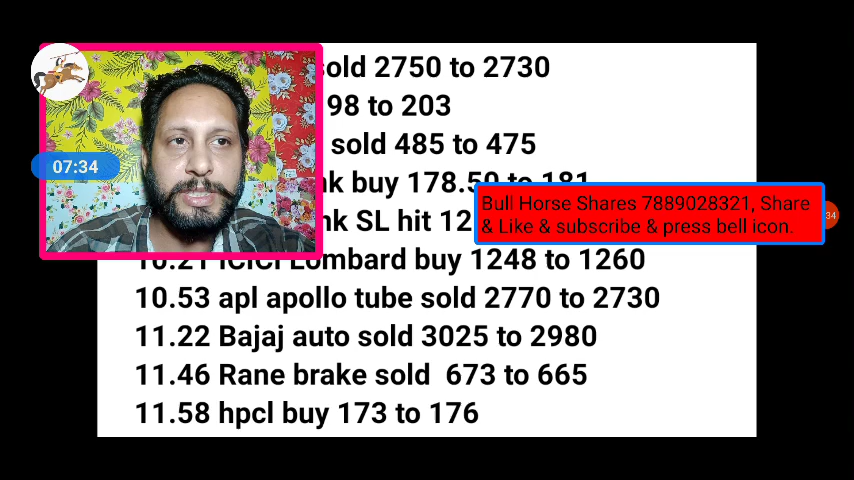 sold 2750 to 2730
98 to 203
sold 485 to 475
buy 178.50 to 181
SL hit 12
10.21 ICICI Lombard buy 1248 to 1260
10.53 apl apollo tube sold 2770 to 2730
11.22 Bajaj auto sold 3025 to 2980
11.46 Rane brake sold 673 to 665
11.58 hpcl buy 173 to 176
07:34
Bull Horse Shares 7889028321, Share
& Like & subscribe & press bell icon.
34